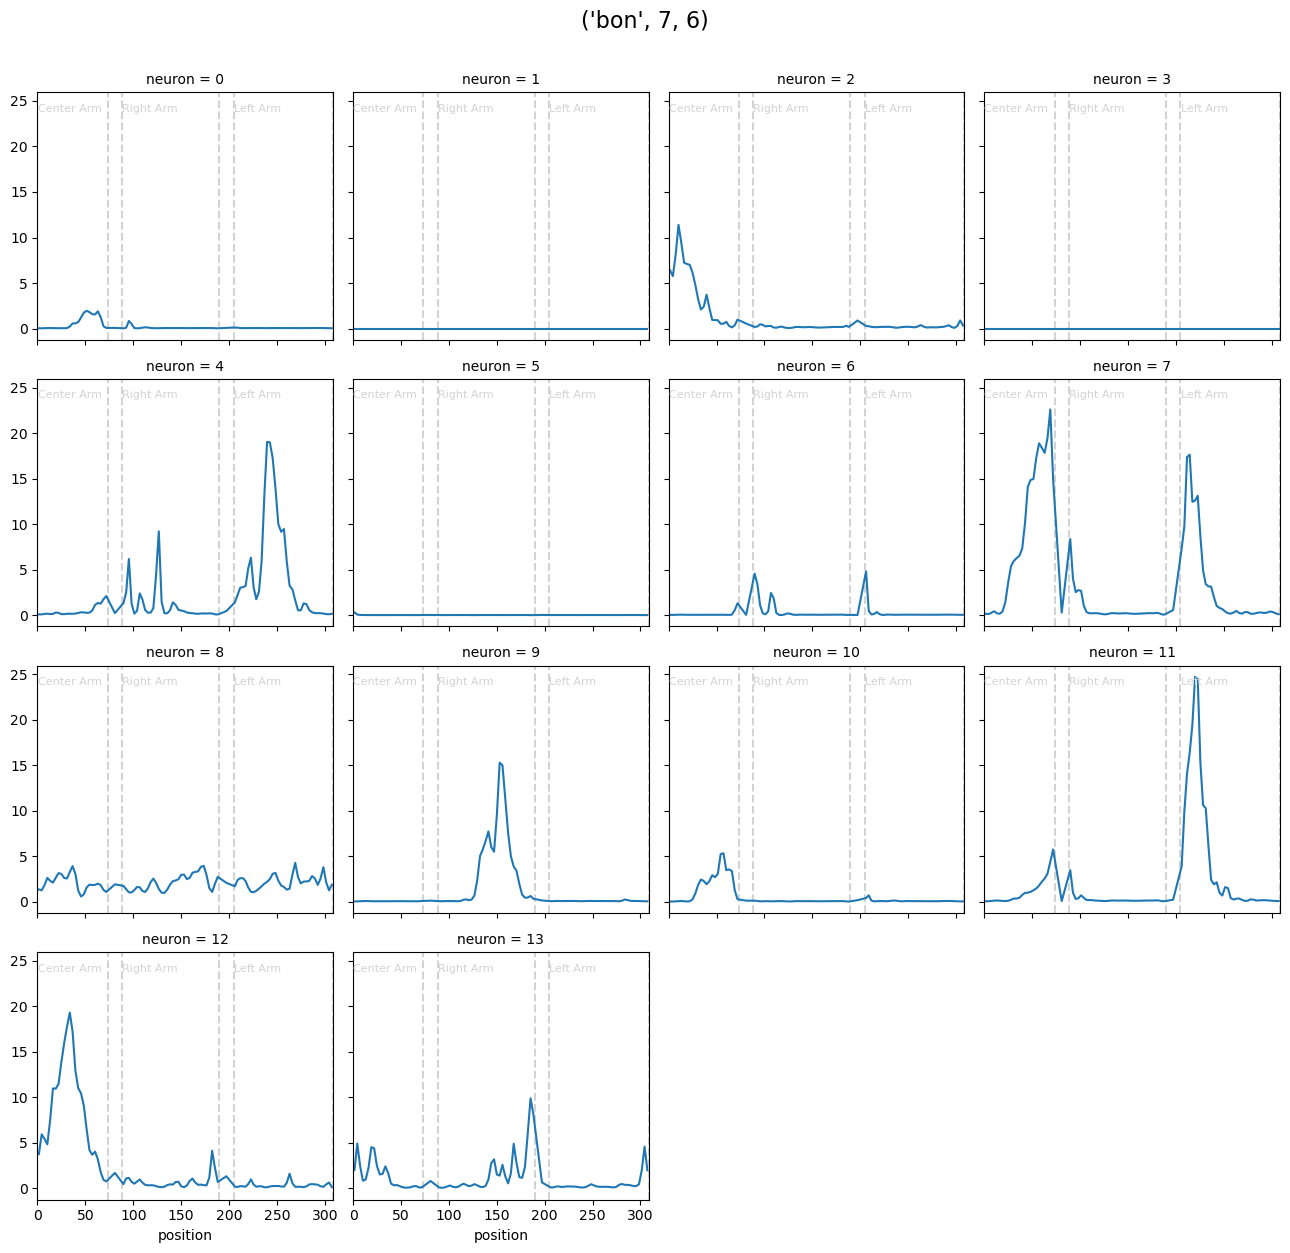 ('bon', 7, 6)
neuron = 0 neuron = 1 neuron = 2 neuron = 3
25 Center Arm Right Arm Left Arm Center Arm Right Arm Left Arm Center Arm Right Arm Left Arm Center Arm Right Arm Left Arm
20
15
10
5
0
neuron = 4 neuron = 5 neuron = 6 neuron = 7
25 Center Arm Right Arm Left Arm Center Arm Right Arm Left Arm Center Arm Right Arm Left Arm Center Arm Right Arm Left Arm
20
15
10
5
0
neuron = 8 neuron = 9 neuron = 10 neuron = 11
25 Center Arm Right Arm Left Arm Center Arm Right Arm Left Arm Center Arm Right Arm Left Arm Center Arm Right Arm Left Arm
20
15
10
5
0
neuron = 12 neuron = 13
25 Center Arm Right Arm Left Arm Center Arm Right Arm Left Arm
20
15
10
5
0
0 50 100 150 200 250 300 0 50 100 150 200 250 300
position position